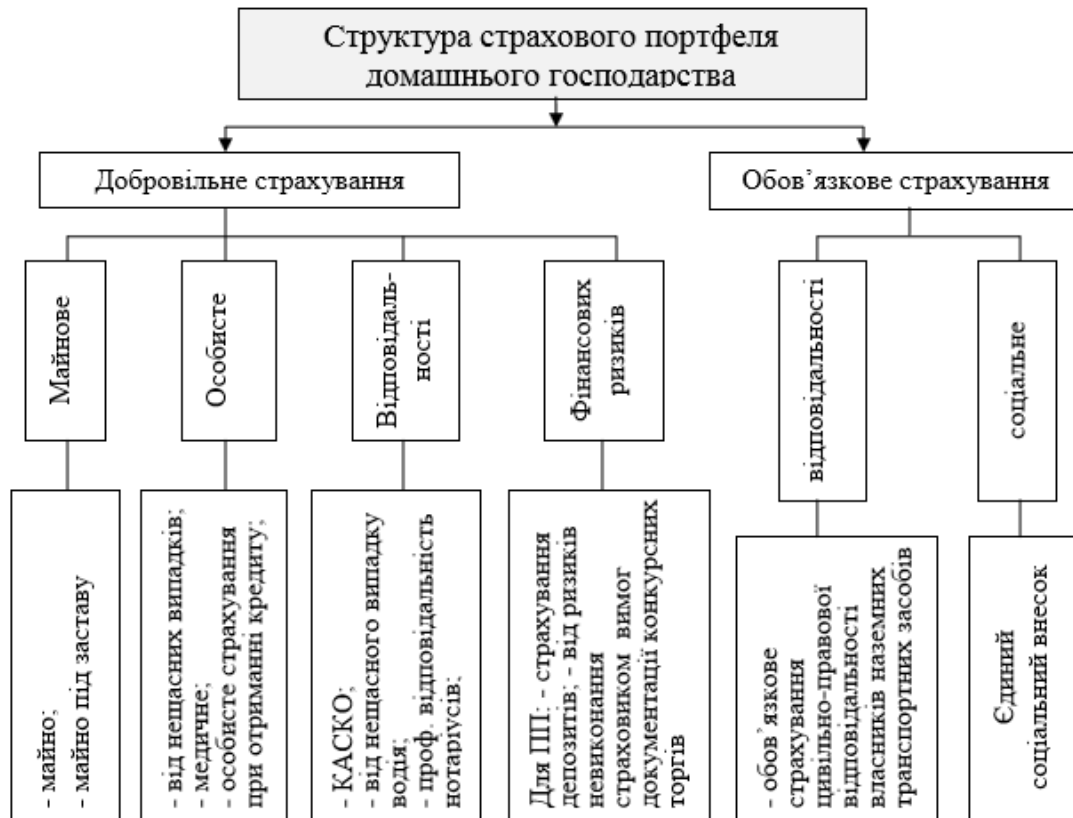 Структура страхового портфеля
домашнього господарства
Добровільне страхування
Обов’язкове страхування
Майнове
Особисте
Відповідаль-
ності
Фінансових
ризиків
відповідальності
соціальне
- майно;
- майно під заставу
- від нещасних випадків;
- медичне;
- особисте страхування
при отриманні кредиту;
- КАСКО;
- від нещасного випадку
водія;
- проф. відповідальність
нотаріусів;
Для ПП: - страхування
депозитів; - від ризиків
невиконання
страховиком вимог
документації конкурсних
торгів
- обов’язкове
страхування
цивільно-правової
відповідальності
власників наземних
транспортних засобів
Єдиний
соціальний внесок